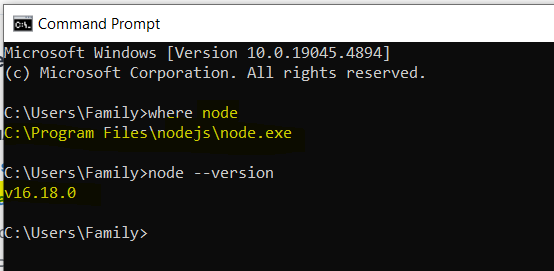 Command Prompt
Microsoft Windows [Version 10.0.19045.4894]
(c) Microsoft Corporation. All rights reserved.
C:\Users\Family>where node
C:\Program Files\nodejs\node.exe
C:\Users\Family>node --version
v16.18.0
C:\Users\Family>